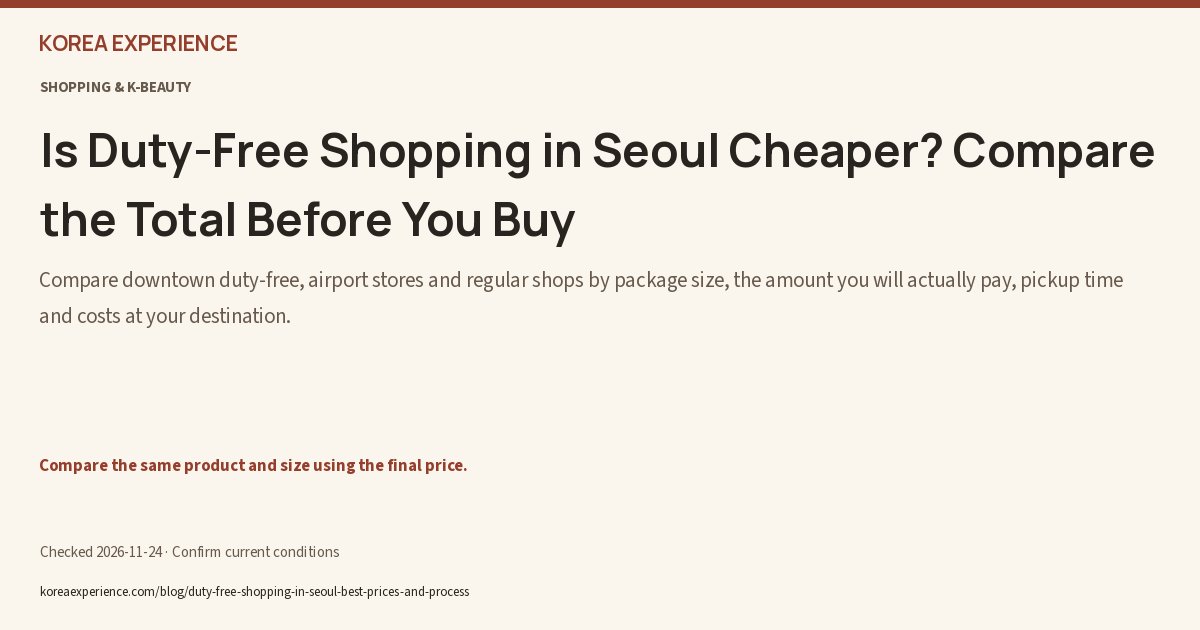 KOREA EXPERIENCE
SHOPPING & K-BEAUTY
Is Duty-Free Shopping in Seoul Cheaper? Compare
the Total Before You Buy
Compare downtown duty-free, airport stores and regular shops by package size, the amount you will actually pay, pickup time
and costs at your destination.
Compare the same product and size using the final price.
Checked 2026-11-24 · Confirm current conditions
koreaexperience.com/blog/duty-free-shopping-in-seoul-best-prices-and-process